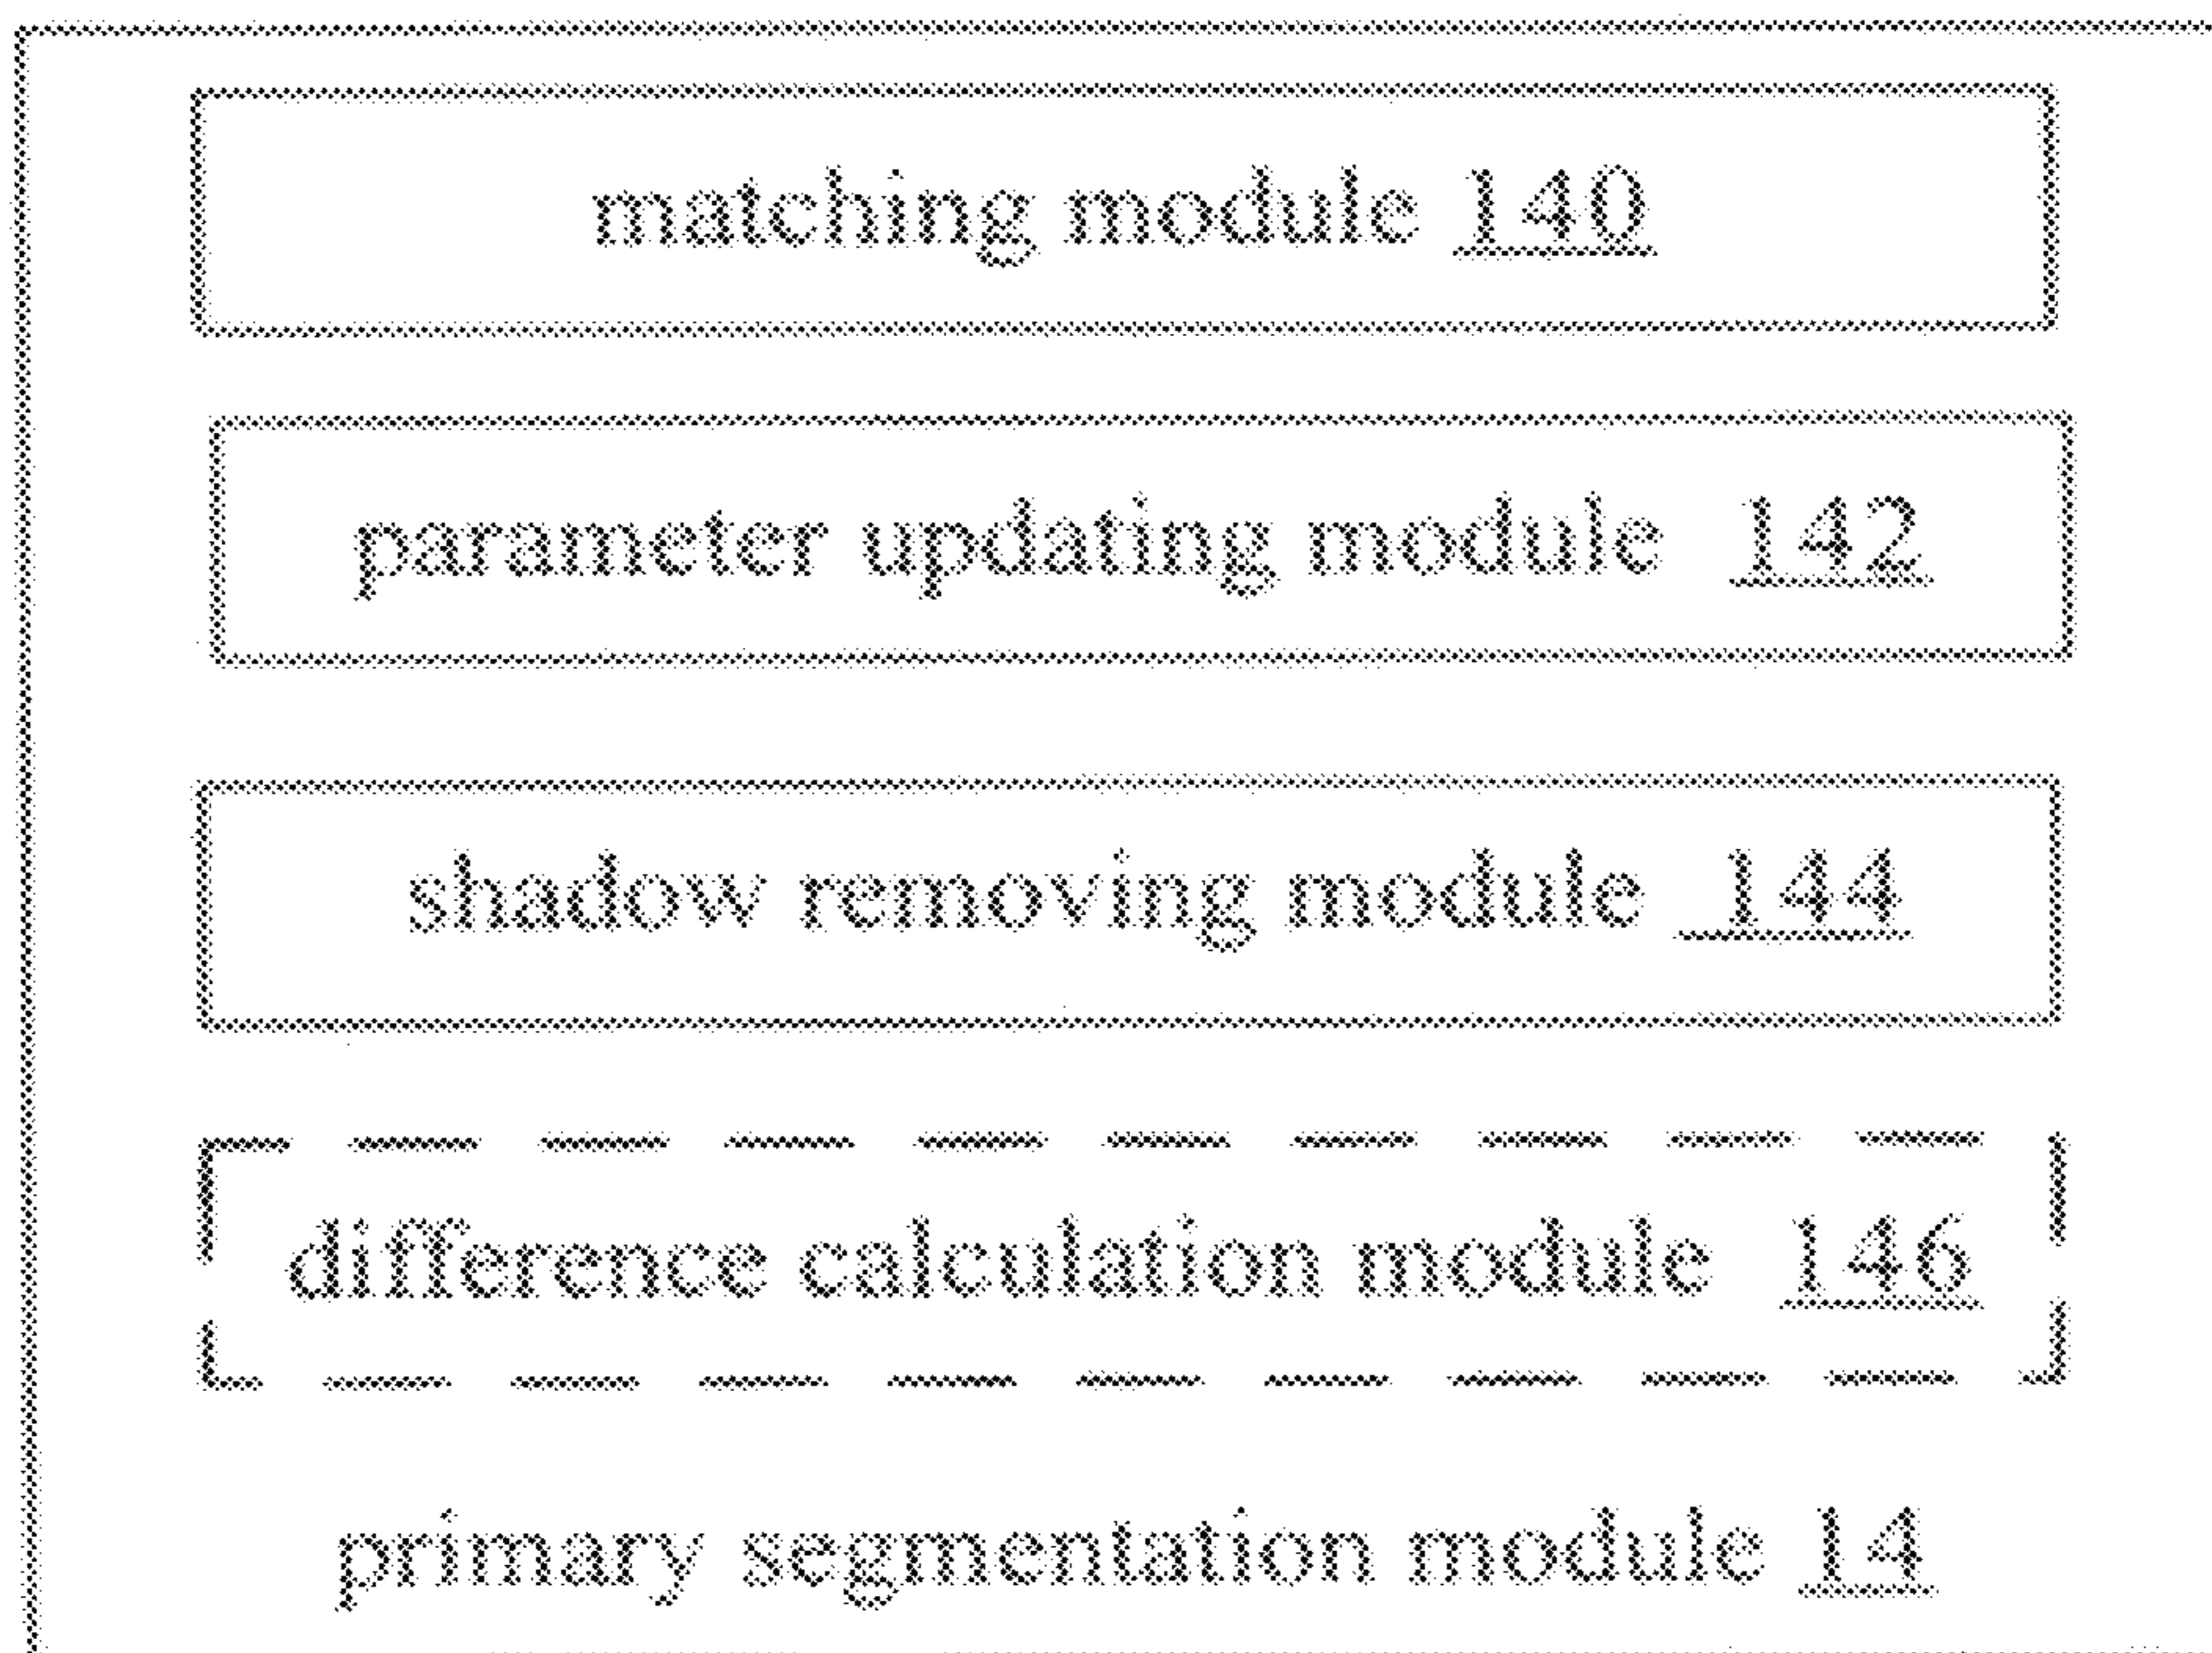 matching module 140
parameter updating module 142
shadow removing module 144
difference calculation module 146
primary segmentation module 14